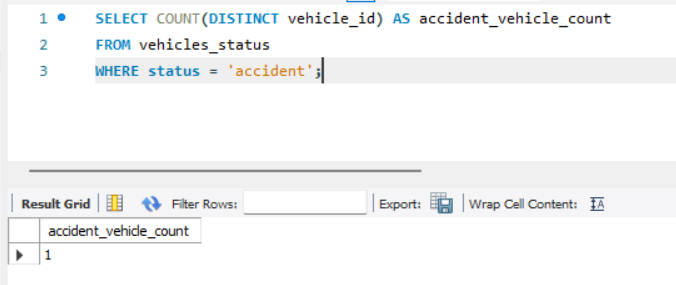 1 SELECT COUNT(DISTINCT vehicle_id) AS accident_vehicle_count
2 FROM vehicles_status
3 WHERE status = 'accident';
Result Grid Filter Rows: Export: Wrap Cell Content: IA
accident_vehicle_count
1